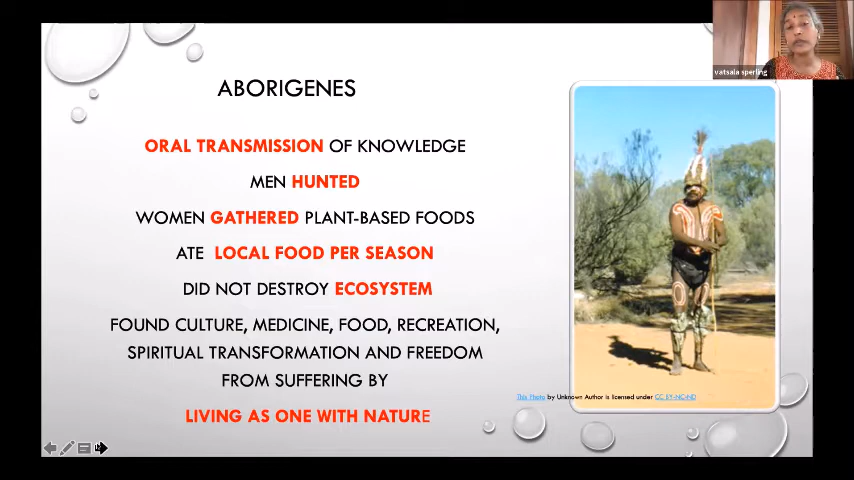 vatsala sperling
ABORIGENES
ORAL TRANSMISSION OF KNOWLEDGE
MEN HUNTED
WOMEN GATHERED PLANT-BASED FOODS
ATE LOCAL FOOD PER SEASON
DID NOT DESTROY ECOSYSTEM
FOUND CULTURE, MEDICINE, FOOD, RECREATION,
SPIRITUAL TRANSFORMATION AND FREEDOM
FROM SUFFERING BY
LIVING AS ONE WITH NATURE
This Photo by Unknown Author is licensed under CC BY-NC-ND